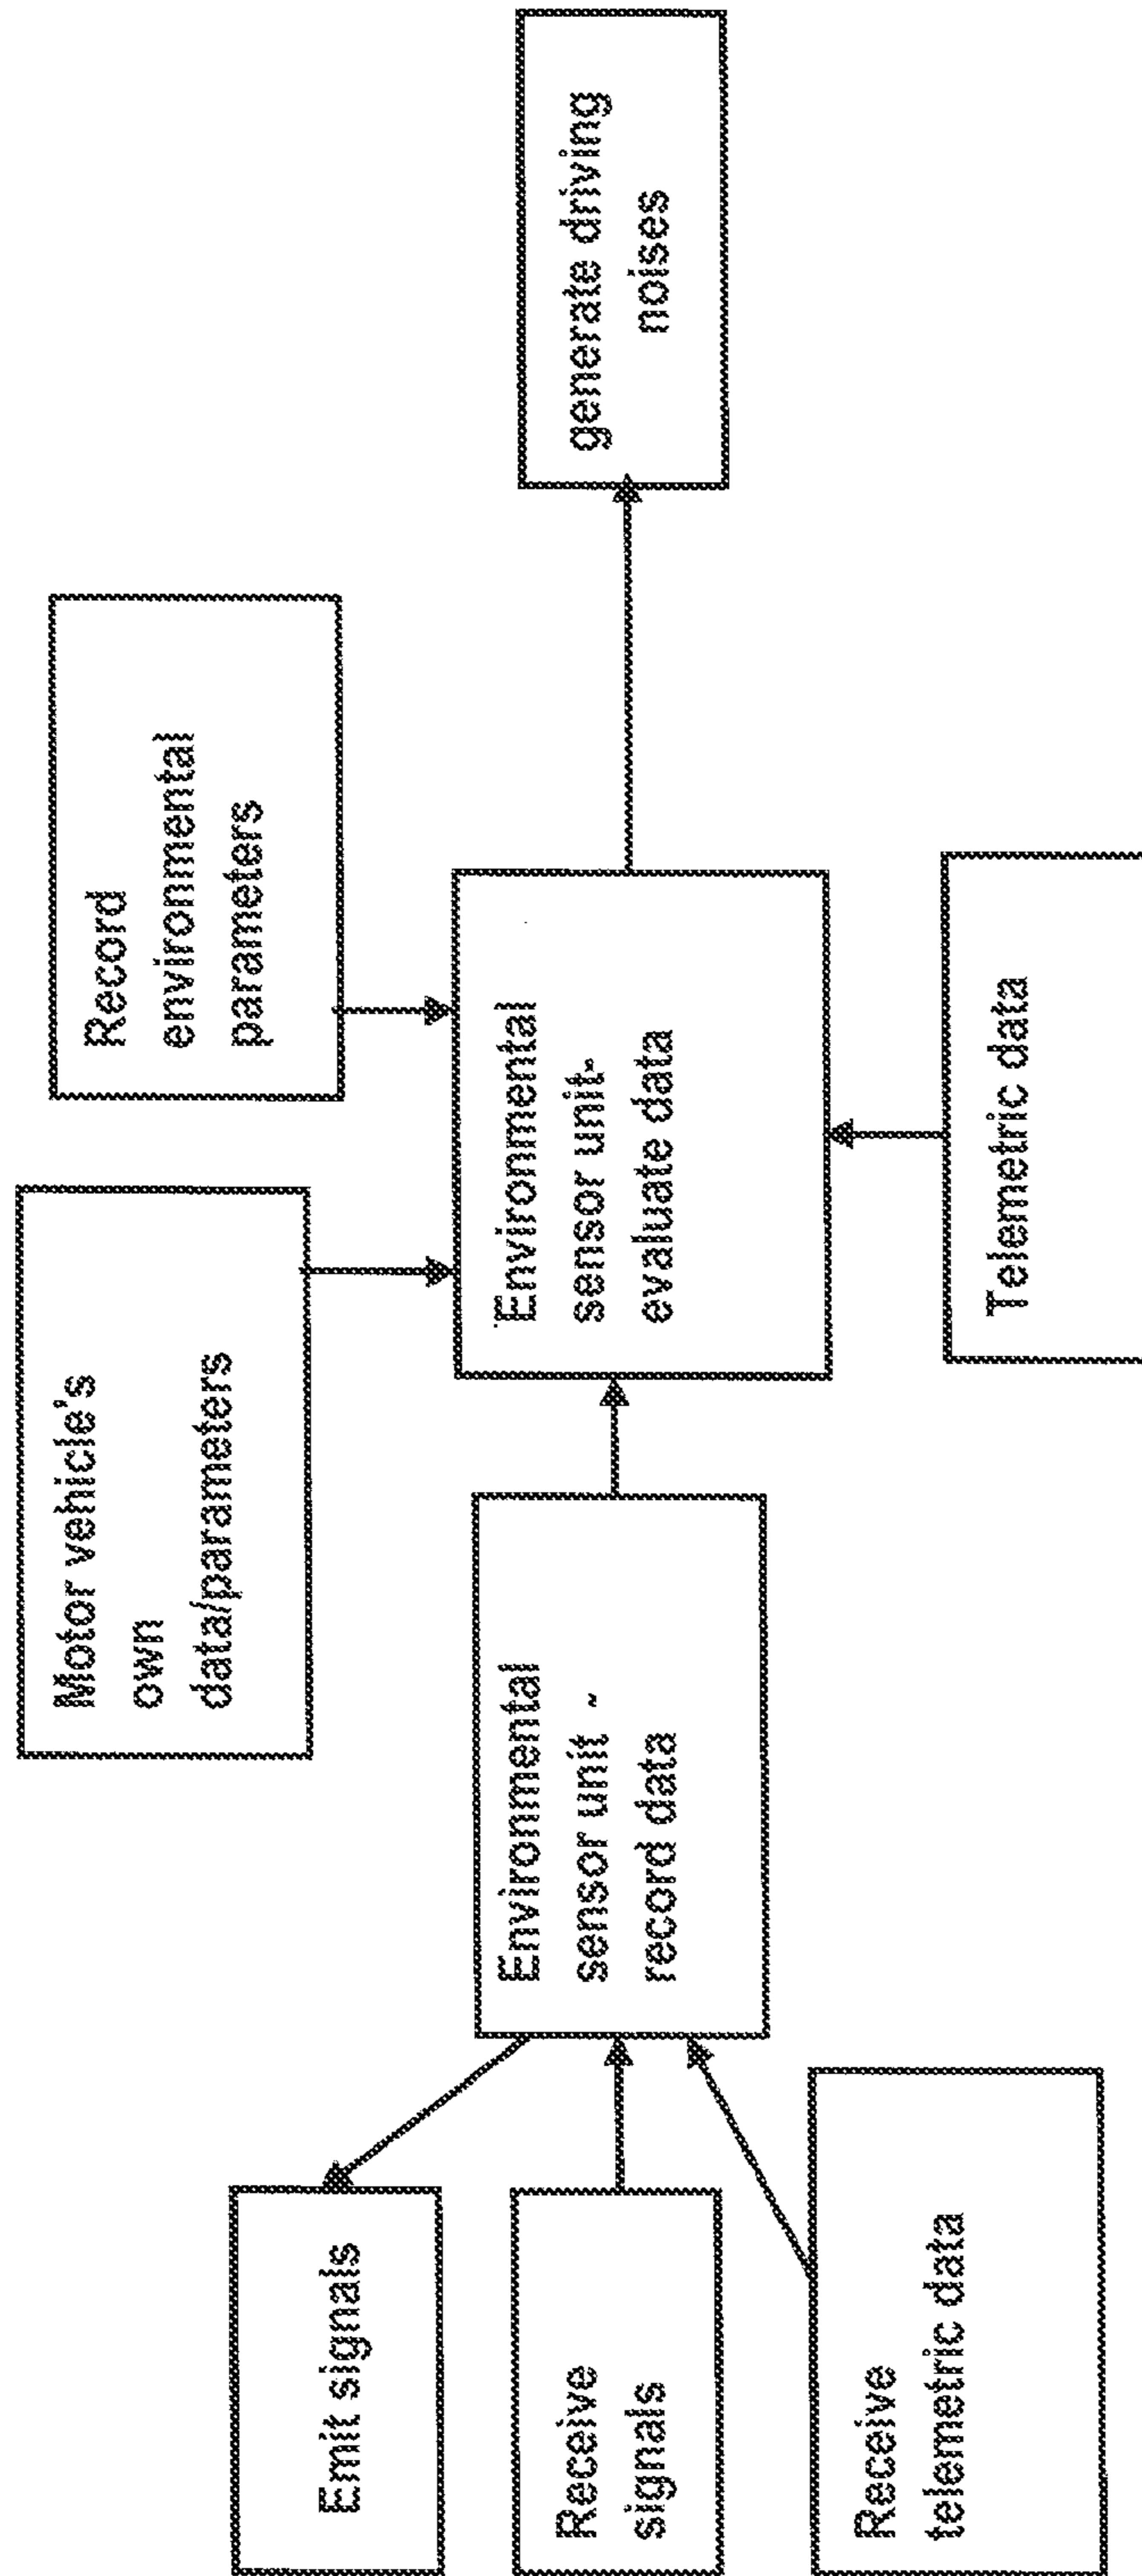 Emit signals
Receive
signals
Receive
telemetric data
Environmental
sensor unit -
record data
Motor vehicle's
own
data/parameters
Record
environmental
parameters
Environmental
sensor unit-
evaluate data
Telemetric data
generate driving
noises